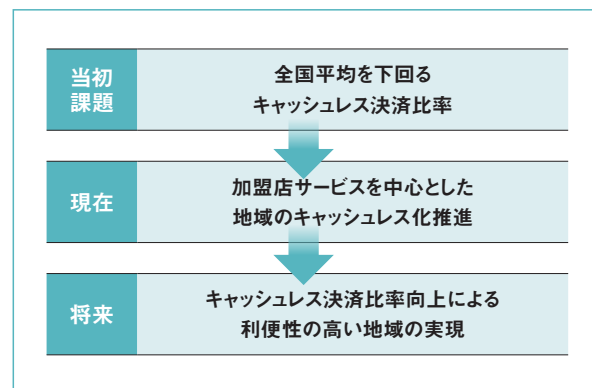 当初
課題
全国平均を下回る
キャッシュレス決済比率
現在
加盟店サービスを中心とした
地域のキャッシュレス化推進
将来
キャッシュレス決済比率向上による
利便性の高い地域の実現